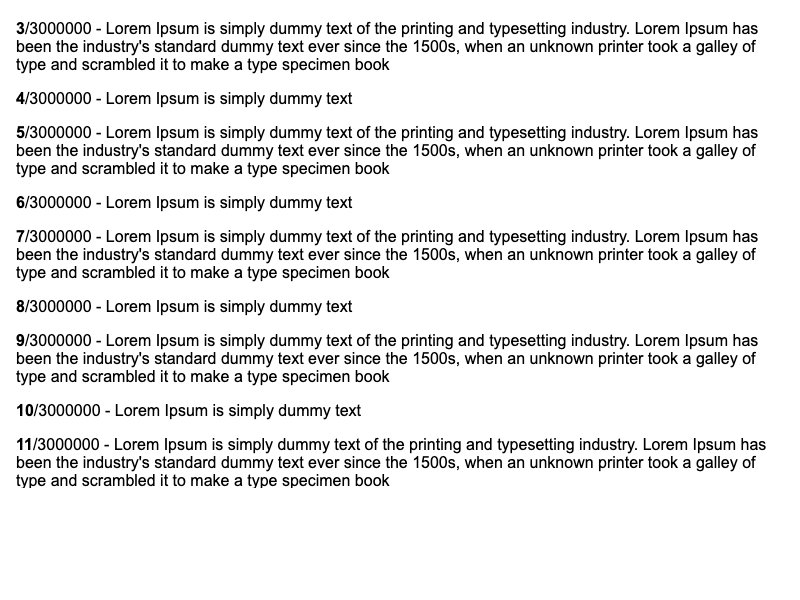 3/3000000 - Lorem Ipsum is simply dummy text of the printing and typesetting industry. Lorem Ipsum has
been the industry's standard dummy text ever since the 1500s, when an unknown printer took a galley of
type and scrambled it to make a type specimen book
4/3000000 - Lorem Ipsum is simply dummy text
5/3000000 - Lorem Ipsum is simply dummy text of the printing and typesetting industry. Lorem Ipsum has
been the industry's standard dummy text ever since the 1500s, when an unknown printer took a galley of
type and scrambled it to make a type specimen book
6/3000000 - Lorem Ipsum is simply dummy text
7/3000000 - Lorem Ipsum is simply dummy text of the printing and typesetting industry. Lorem Ipsum has
been the industry's standard dummy text ever since the 1500s, when an unknown printer took a galley of
type and scrambled it to make a type specimen book
8/3000000 - Lorem Ipsum is simply dummy text
9/3000000 - Lorem Ipsum is simply dummy text of the printing and typesetting industry. Lorem Ipsum has
been the industry's standard dummy text ever since the 1500s, when an unknown printer took a galley of
type and scrambled it to make a type specimen book
10/3000000 - Lorem Ipsum is simply dummy text
11/3000000 - Lorem Ipsum is simply dummy text of the printing and typesetting industry. Lorem Ipsum has
been the industry's standard dummy text ever since the 1500s, when an unknown printer took a galley of
type and scrambled it to make a type specimen book